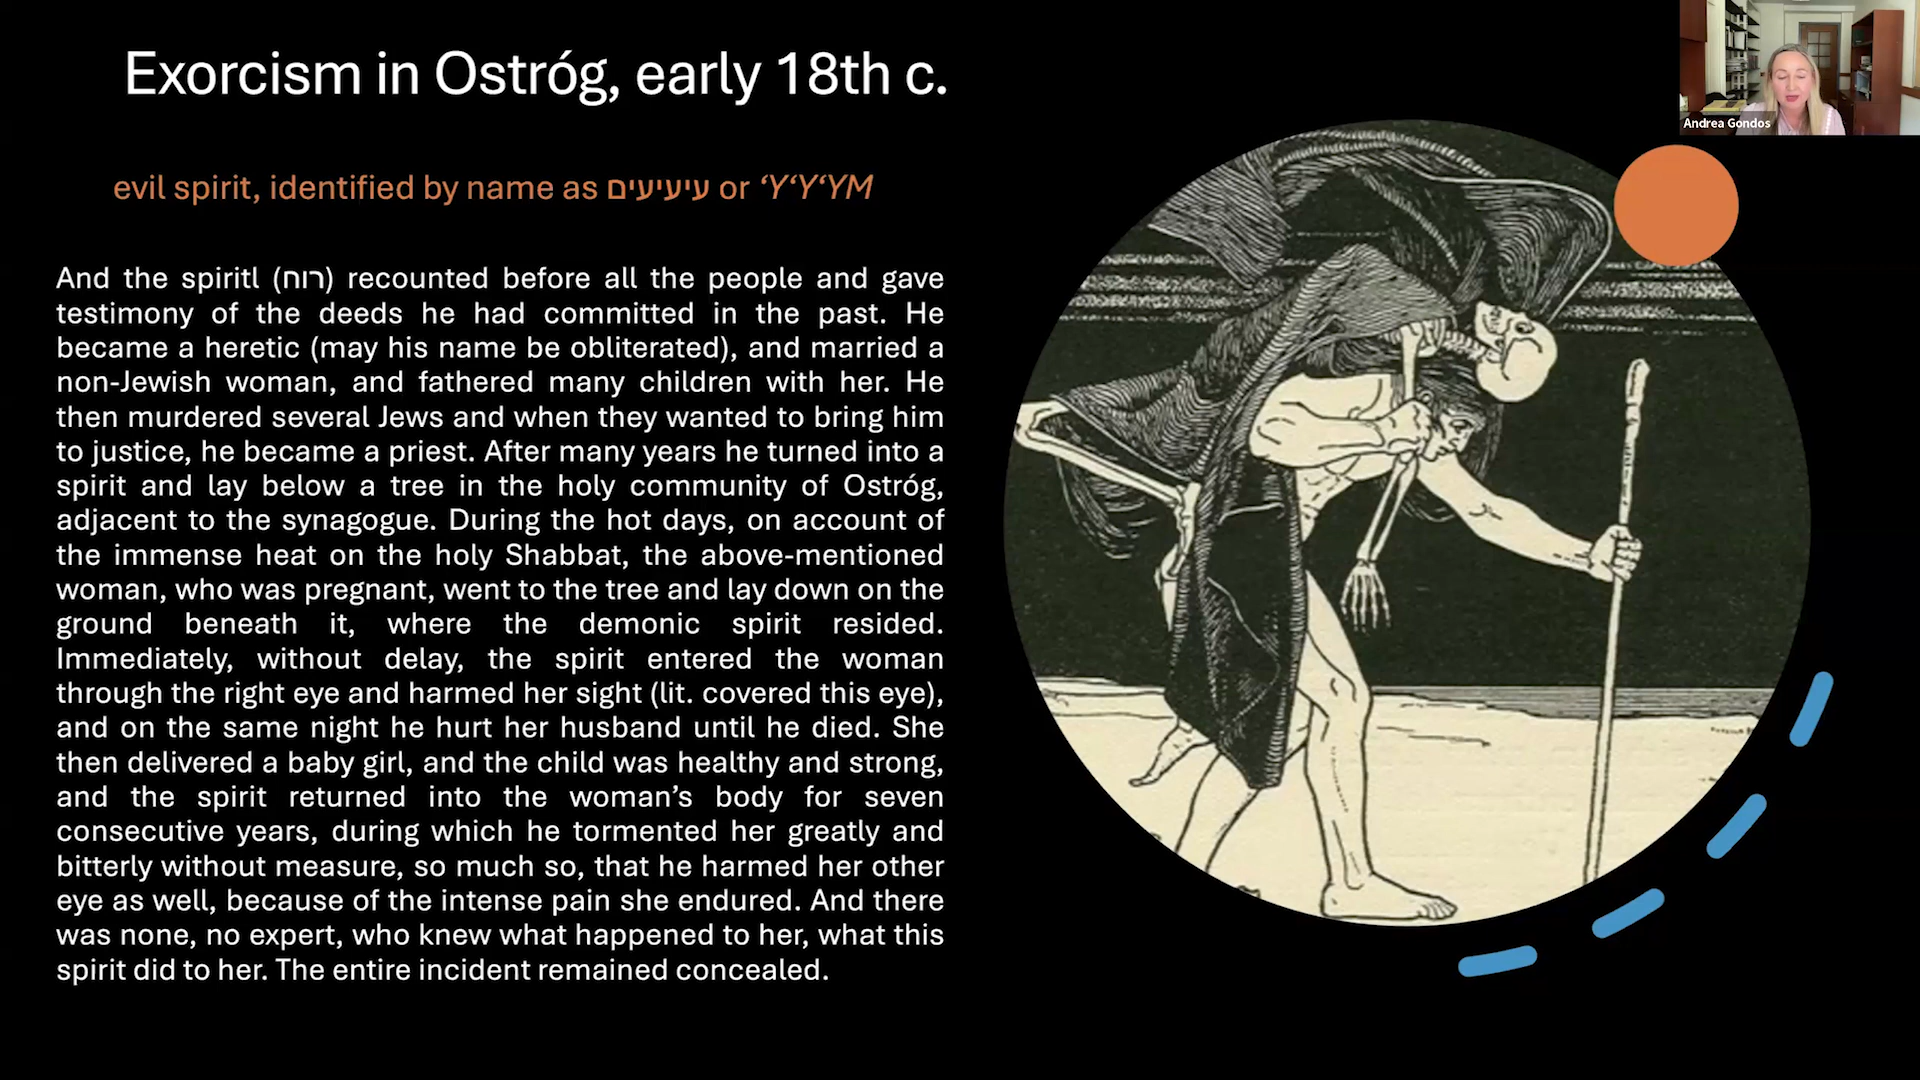 Exorcism in Ostróg, early 18th c.
evil spirit, identified by name as עיעיעים or ‘Y‘Y‘YM
And the spiritl (רוח) recounted before all the people and gave
testimony of the deeds he had committed in the past. He
became a heretic (may his name be obliterated), and married a
non-Jewish woman, and fathered many children with her. He
then murdered several Jews and when they wanted to bring him
to justice, he became a priest. After many years he turned into a
spirit and lay below a tree in the holy community of Ostróg,
adjacent to the synagogue. During the hot days, on account of
the immense heat on the holy Shabbat, the above-mentioned
woman, who was pregnant, went to the tree and lay down on the
ground beneath it, where the demonic spirit resided.
Immediately, without delay, the spirit entered the woman
through the right eye and harmed her sight (lit. covered this eye),
and on the same night he hurt her husband until he died. She
then delivered a baby girl, and the child was healthy and strong,
and the spirit returned into the woman’s body for seven
consecutive years, during which he tormented her greatly and
bitterly without measure, so much so, that he harmed her other
eye as well, because of the intense pain she endured. And there
was none, no expert, who knew what happened to her, what this
spirit did to her. The entire incident remained concealed.
Andrea Gondos